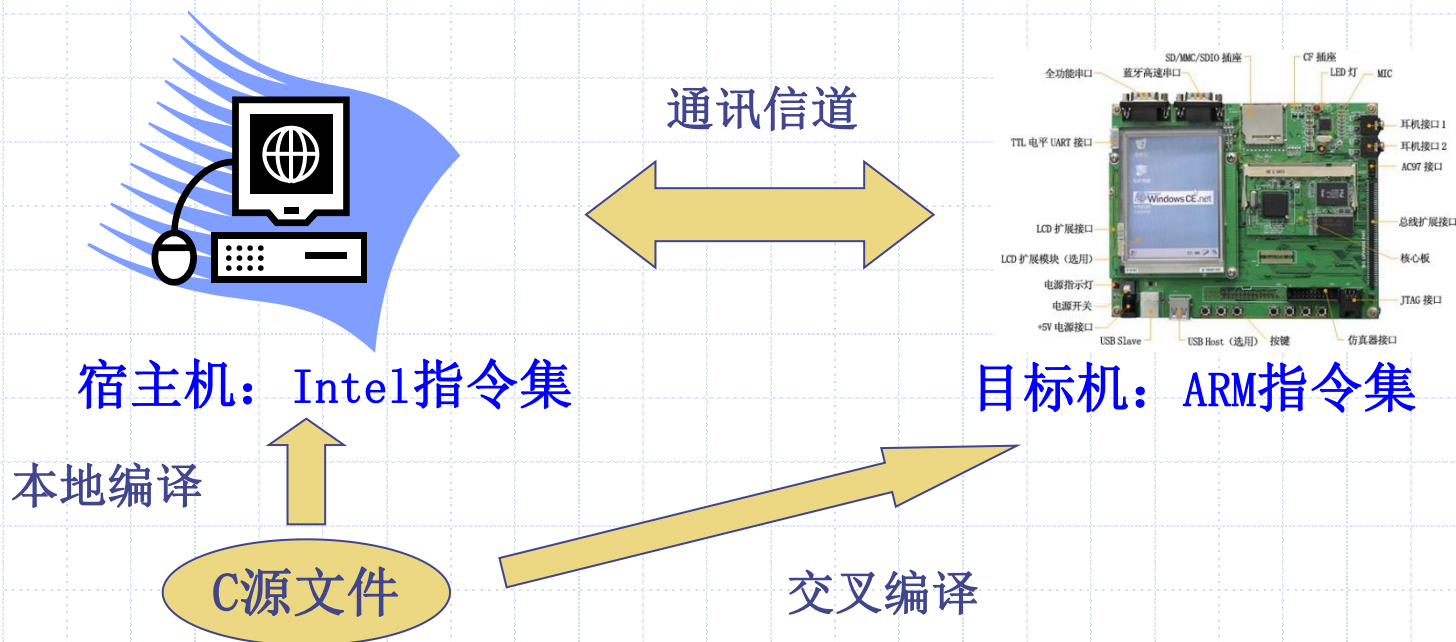 SD/MMC/SDIO 插座
CF 插座
全功能串口
蓝牙高速串口
LED 灯
MIC
通讯信道
耳机接口 1
耳机接口 2
TTL 电平 UART 接口
AC97 接口
WindowsCE.net
总线扩展接口
LCD 扩展接口
核心板
LCD 扩展模块（选用）
电源指示灯
电源开关
JTAG 接口
+5V 电源接口
USB Slave
USB Host（选用）
按键
仿真器接口
宿主机：Intel指令集
目标机：ARM指令集
本地编译
C源文件
交叉编译